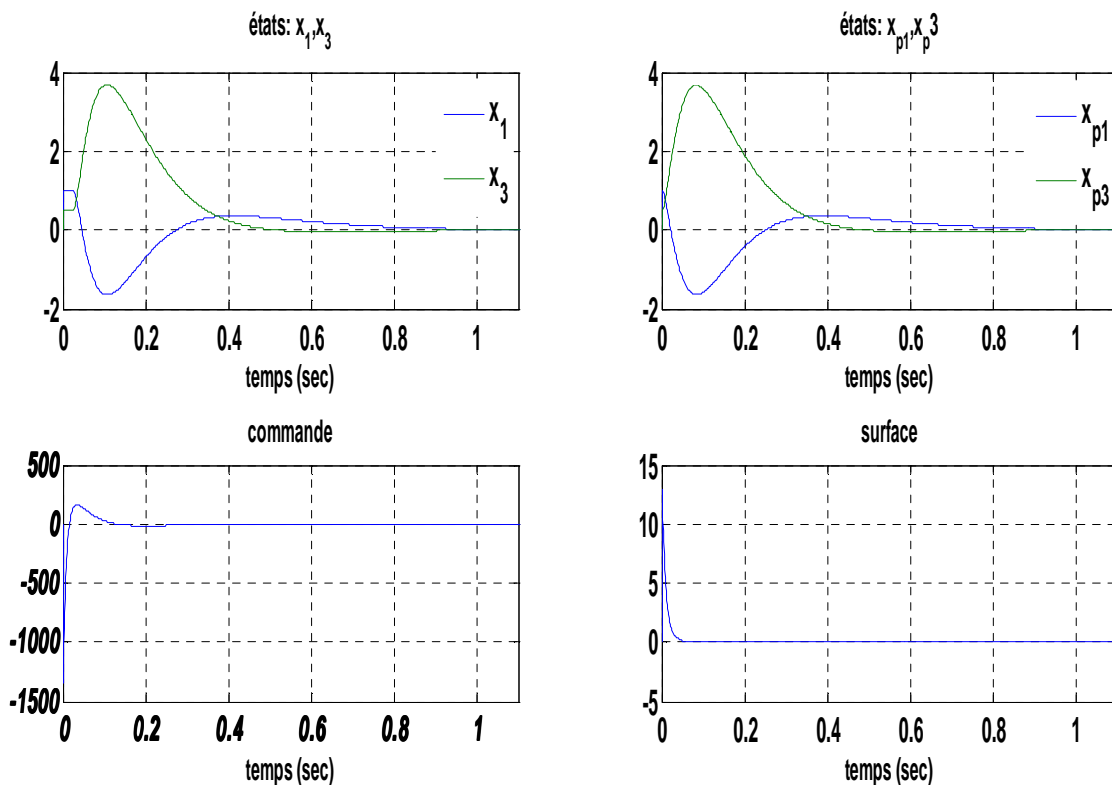 états: x1,x3
4
2
0
-2
x1
x3
0 0.2 0.4 0.6 0.8 1
temps (sec)
états: xp1,xp3
4
2
0
-2
xp1
xp3
0 0.2 0.4 0.6 0.8 1
temps (sec)
commande
500
0
-500
-1000
-1500
0 0.2 0.4 0.6 0.8 1
temps (sec)
surface
15
10
5
0
-5
0 0.2 0.4 0.6 0.8 1
temps (sec)